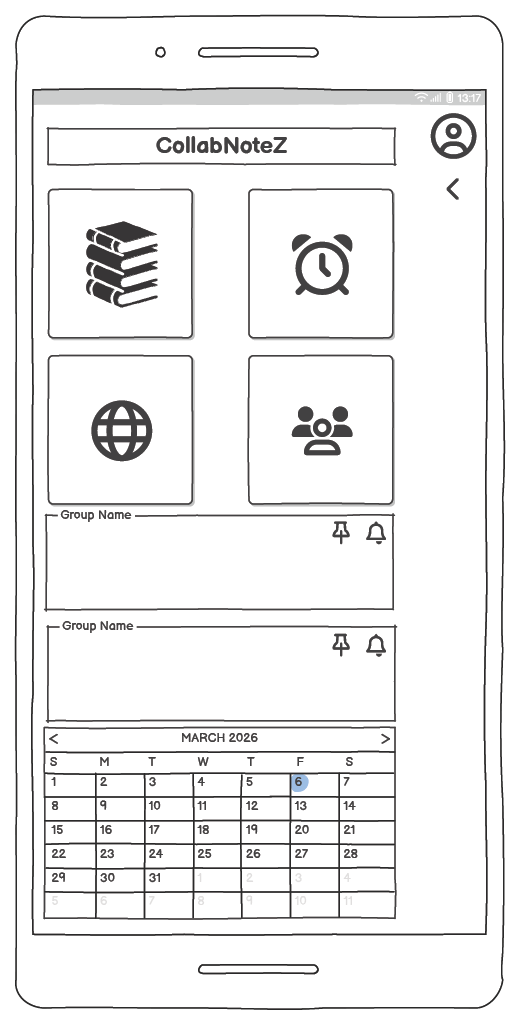 13:17
CollabNoteZ
Group Name
Group Name
< MARCH 2026 >
S M T W T F S
1 2 3 4 5 6 7
8 9 10 11 12 13 14
15 16 17 18 19 20 21
22 23 24 25 26 27 28
29 30 31 1 2 3 4
5 6 7 8 9 10 11